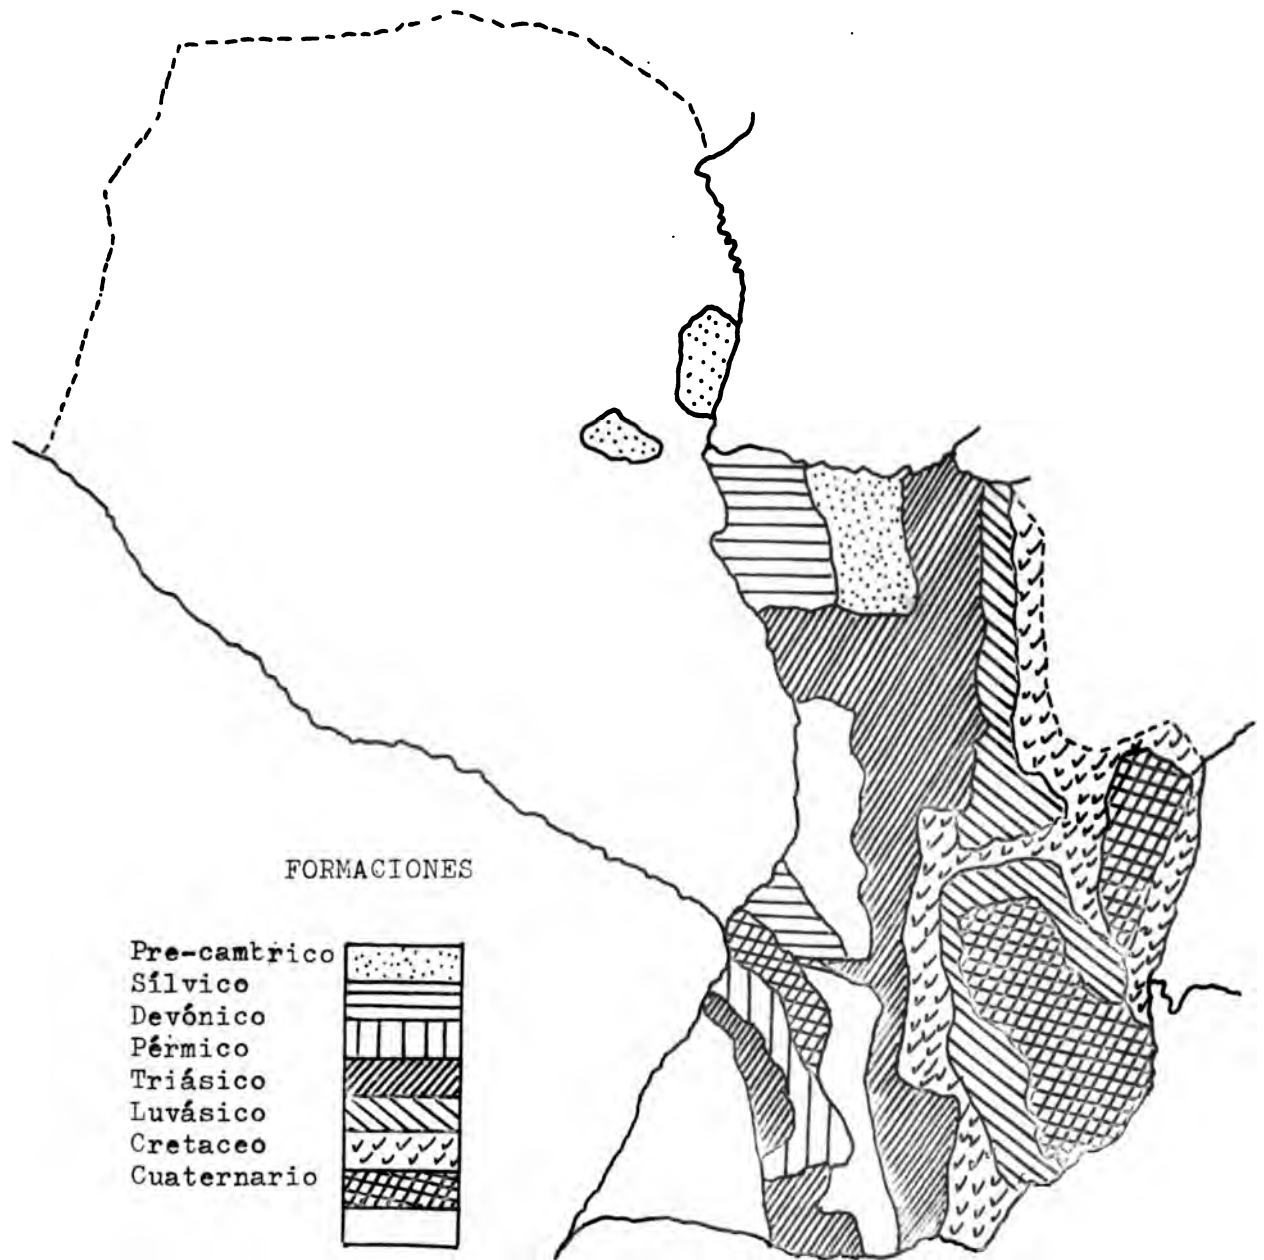 FORMACIONES
Pre-cambrico
Sílvico
Devónico
Pérmico
Triásico
Luvásico
Cretaceo
Cuaternario